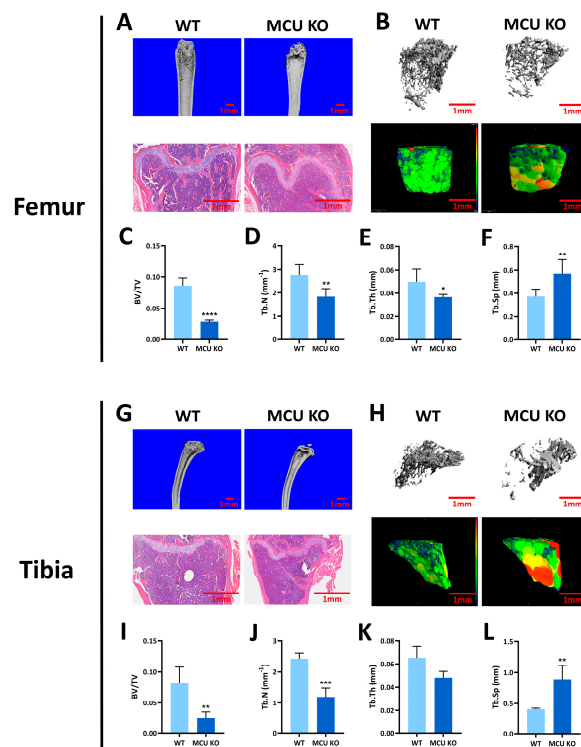 A WT MCU KO
1mm 1mm
1mm 1mm
B WT MCU KO
1mm 1mm
1mm 1mm
Femur
C
BV/TV
0.15
0.10
0.05
0.00
****
WT MCU KO
D
Tb.N (mm⁻¹)
4
3
2
1
0
**
WT MCU KO
E
Tb.Th (mm)
0.08
0.06
0.04
0.02
0.00
*
WT MCU KO
F
Tb.Sp (mm)
0.8
0.6
0.4
0.2
0.0
**
WT MCU KO
G WT MCU KO
1mm 1mm
1mm 1mm
H WT MCU KO
1mm 1mm
1mm 1mm
Tibia
I
BV/TV
0.15
0.10
0.05
0.00
**
WT MCU KO
J
Tb.N (mm⁻¹)
3
2
1
0
***
WT MCU KO
K
Tb.Th (mm)
0.08
0.06
0.04
0.02
0.00
WT MCU KO
L
Tb.Sp (mm)
1.5
1.0
0.5
0.0
**
WT MCU KO